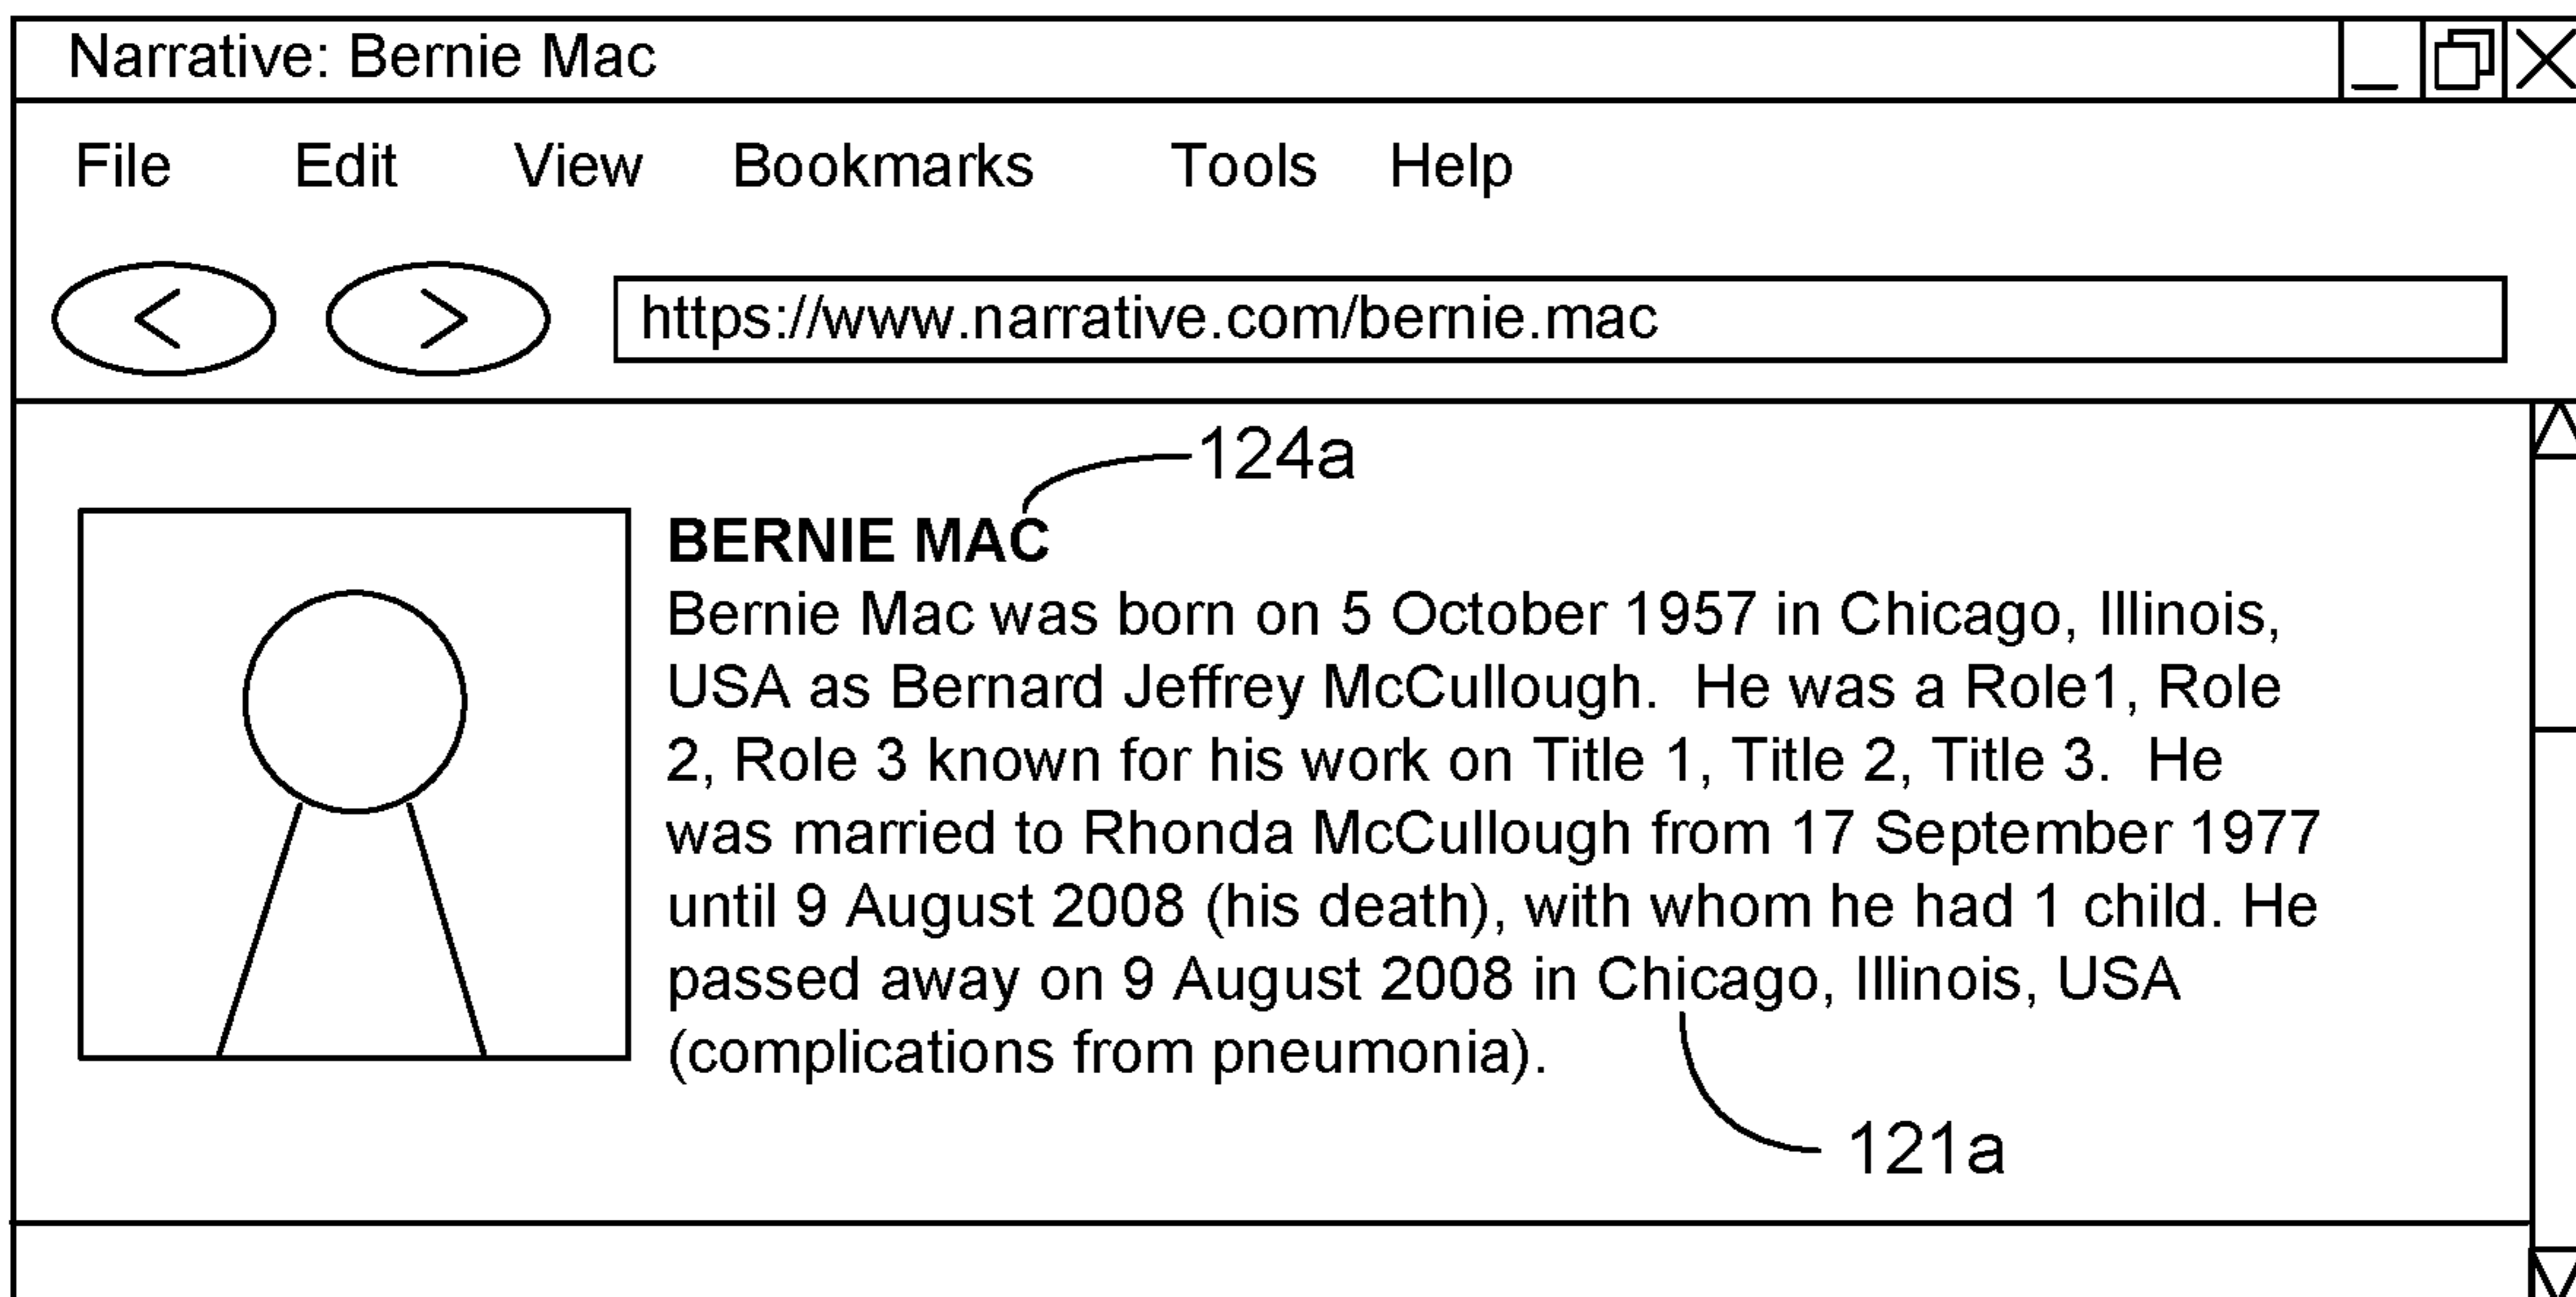 Narrative: Bernie Mac
File Edit View Bookmarks Tools Help
< > https://www.narrative.com/bernie.mac
124a
BERNIE MAC
Bernie Mac was born on 5 October 1957 in Chicago, Illinois,
USA as Bernard Jeffrey McCullough.  He was a Role1, Role
2, Role 3 known for his work on Title 1, Title 2, Title 3.  He
was married to Rhonda McCullough from 17 September 1977
until 9 August 2008 (his death), with whom he had 1 child. He
passed away on 9 August 2008 in Chicago, Illinois, USA
(complications from pneumonia).
121a